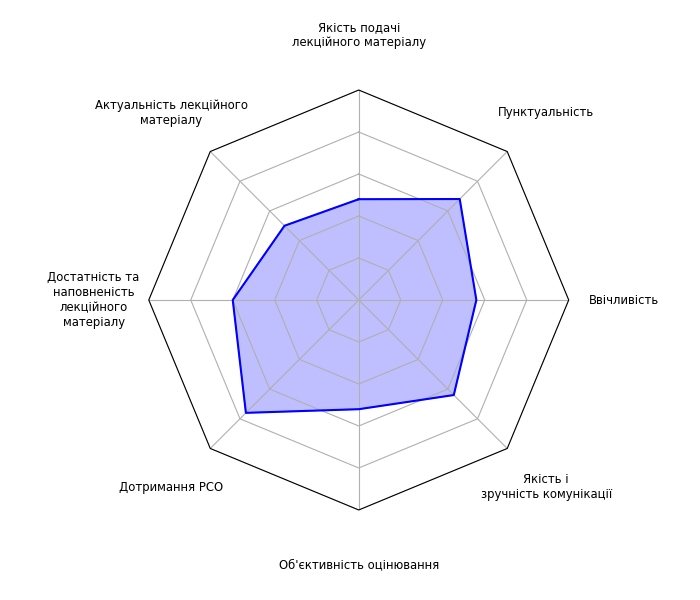 Якість подачі
лекційного матеріалу
Пунктуальність
Ввічливість
Якість і
зручність комунікації
Об'єктивність оцінювання
Дотримання РСО
Достатність та
наповненість
лекційного
матеріалу
Актуальність лекційного
матеріалу